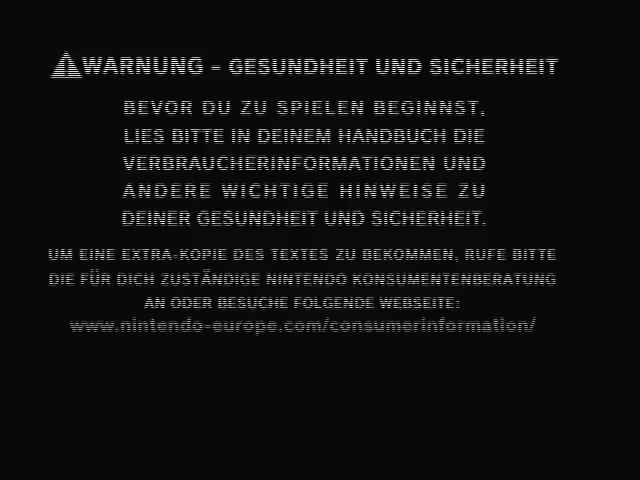 WARNUNG – GESUNDHEIT UND SICHERHEIT
BEVOR DU ZU SPIELEN BEGINNST,
LIES BITTE IN DEINEM HANDBUCH DIE
VERBRAUCHERINFORMATIONEN UND
ANDERE WICHTIGE HINWEISE ZU
DEINER GESUNDHEIT UND SICHERHEIT.
UM EINE EXTRA-KOPIE DES TEXTES ZU BEKOMMEN, RUFE BITTE
DIE FÜR DICH ZUSTÄNDIGE NINTENDO KONSUMENTENBERATUNG
AN ODER BESUCHE FOLGENDE WEBSEITE:
www.nintendo-europe.com/consumerinformation/